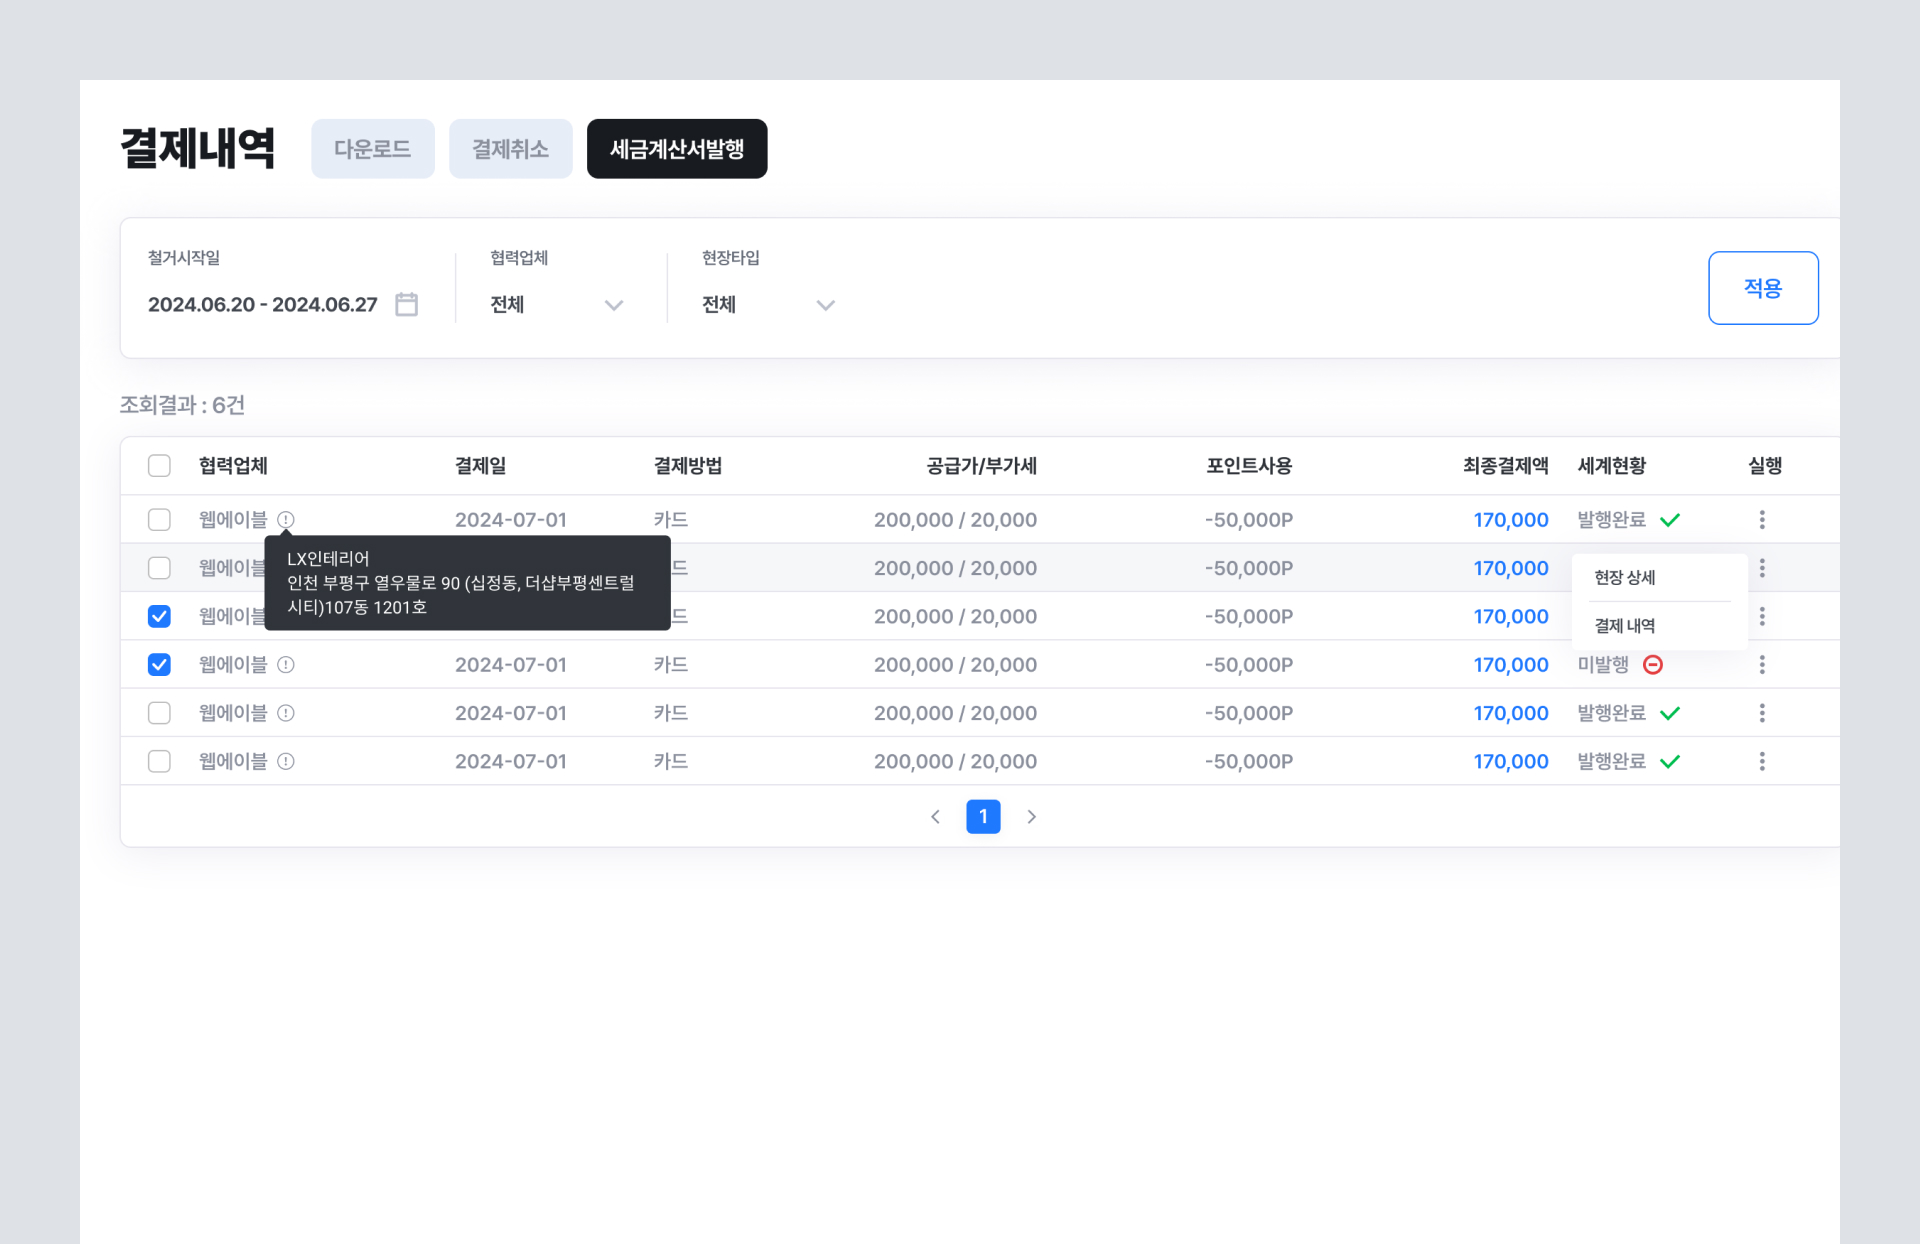 결제내역 다운로드 결제취소 세금계산서발행
철거시작일 협력업체 현장타입
2024.06.20 - 2024.06.27 전체 전체 적용
조회결과 : 6건
협력업체 결제일 결제방법 공급가/부가세 포인트사용 최종결제액 세계현황 실행
웹에이블 2024-07-01 카드 200,000 / 20,000 -50,000P 170,000 발행완료
웹에이블 드 200,000 / 20,000 -50,000P 170,000
LX인테리어
인천 부평구 열우물로 90 (십정동, 더샵부평센트럴
시티)107동 1201호
현장 상세
결제 내역
웹에이블 드 200,000 / 20,000 -50,000P 170,000
웹에이블 2024-07-01 카드 200,000 / 20,000 -50,000P 170,000 미발행
웹에이블 2024-07-01 카드 200,000 / 20,000 -50,000P 170,000 발행완료
웹에이블 2024-07-01 카드 200,000 / 20,000 -50,000P 170,000 발행완료
1